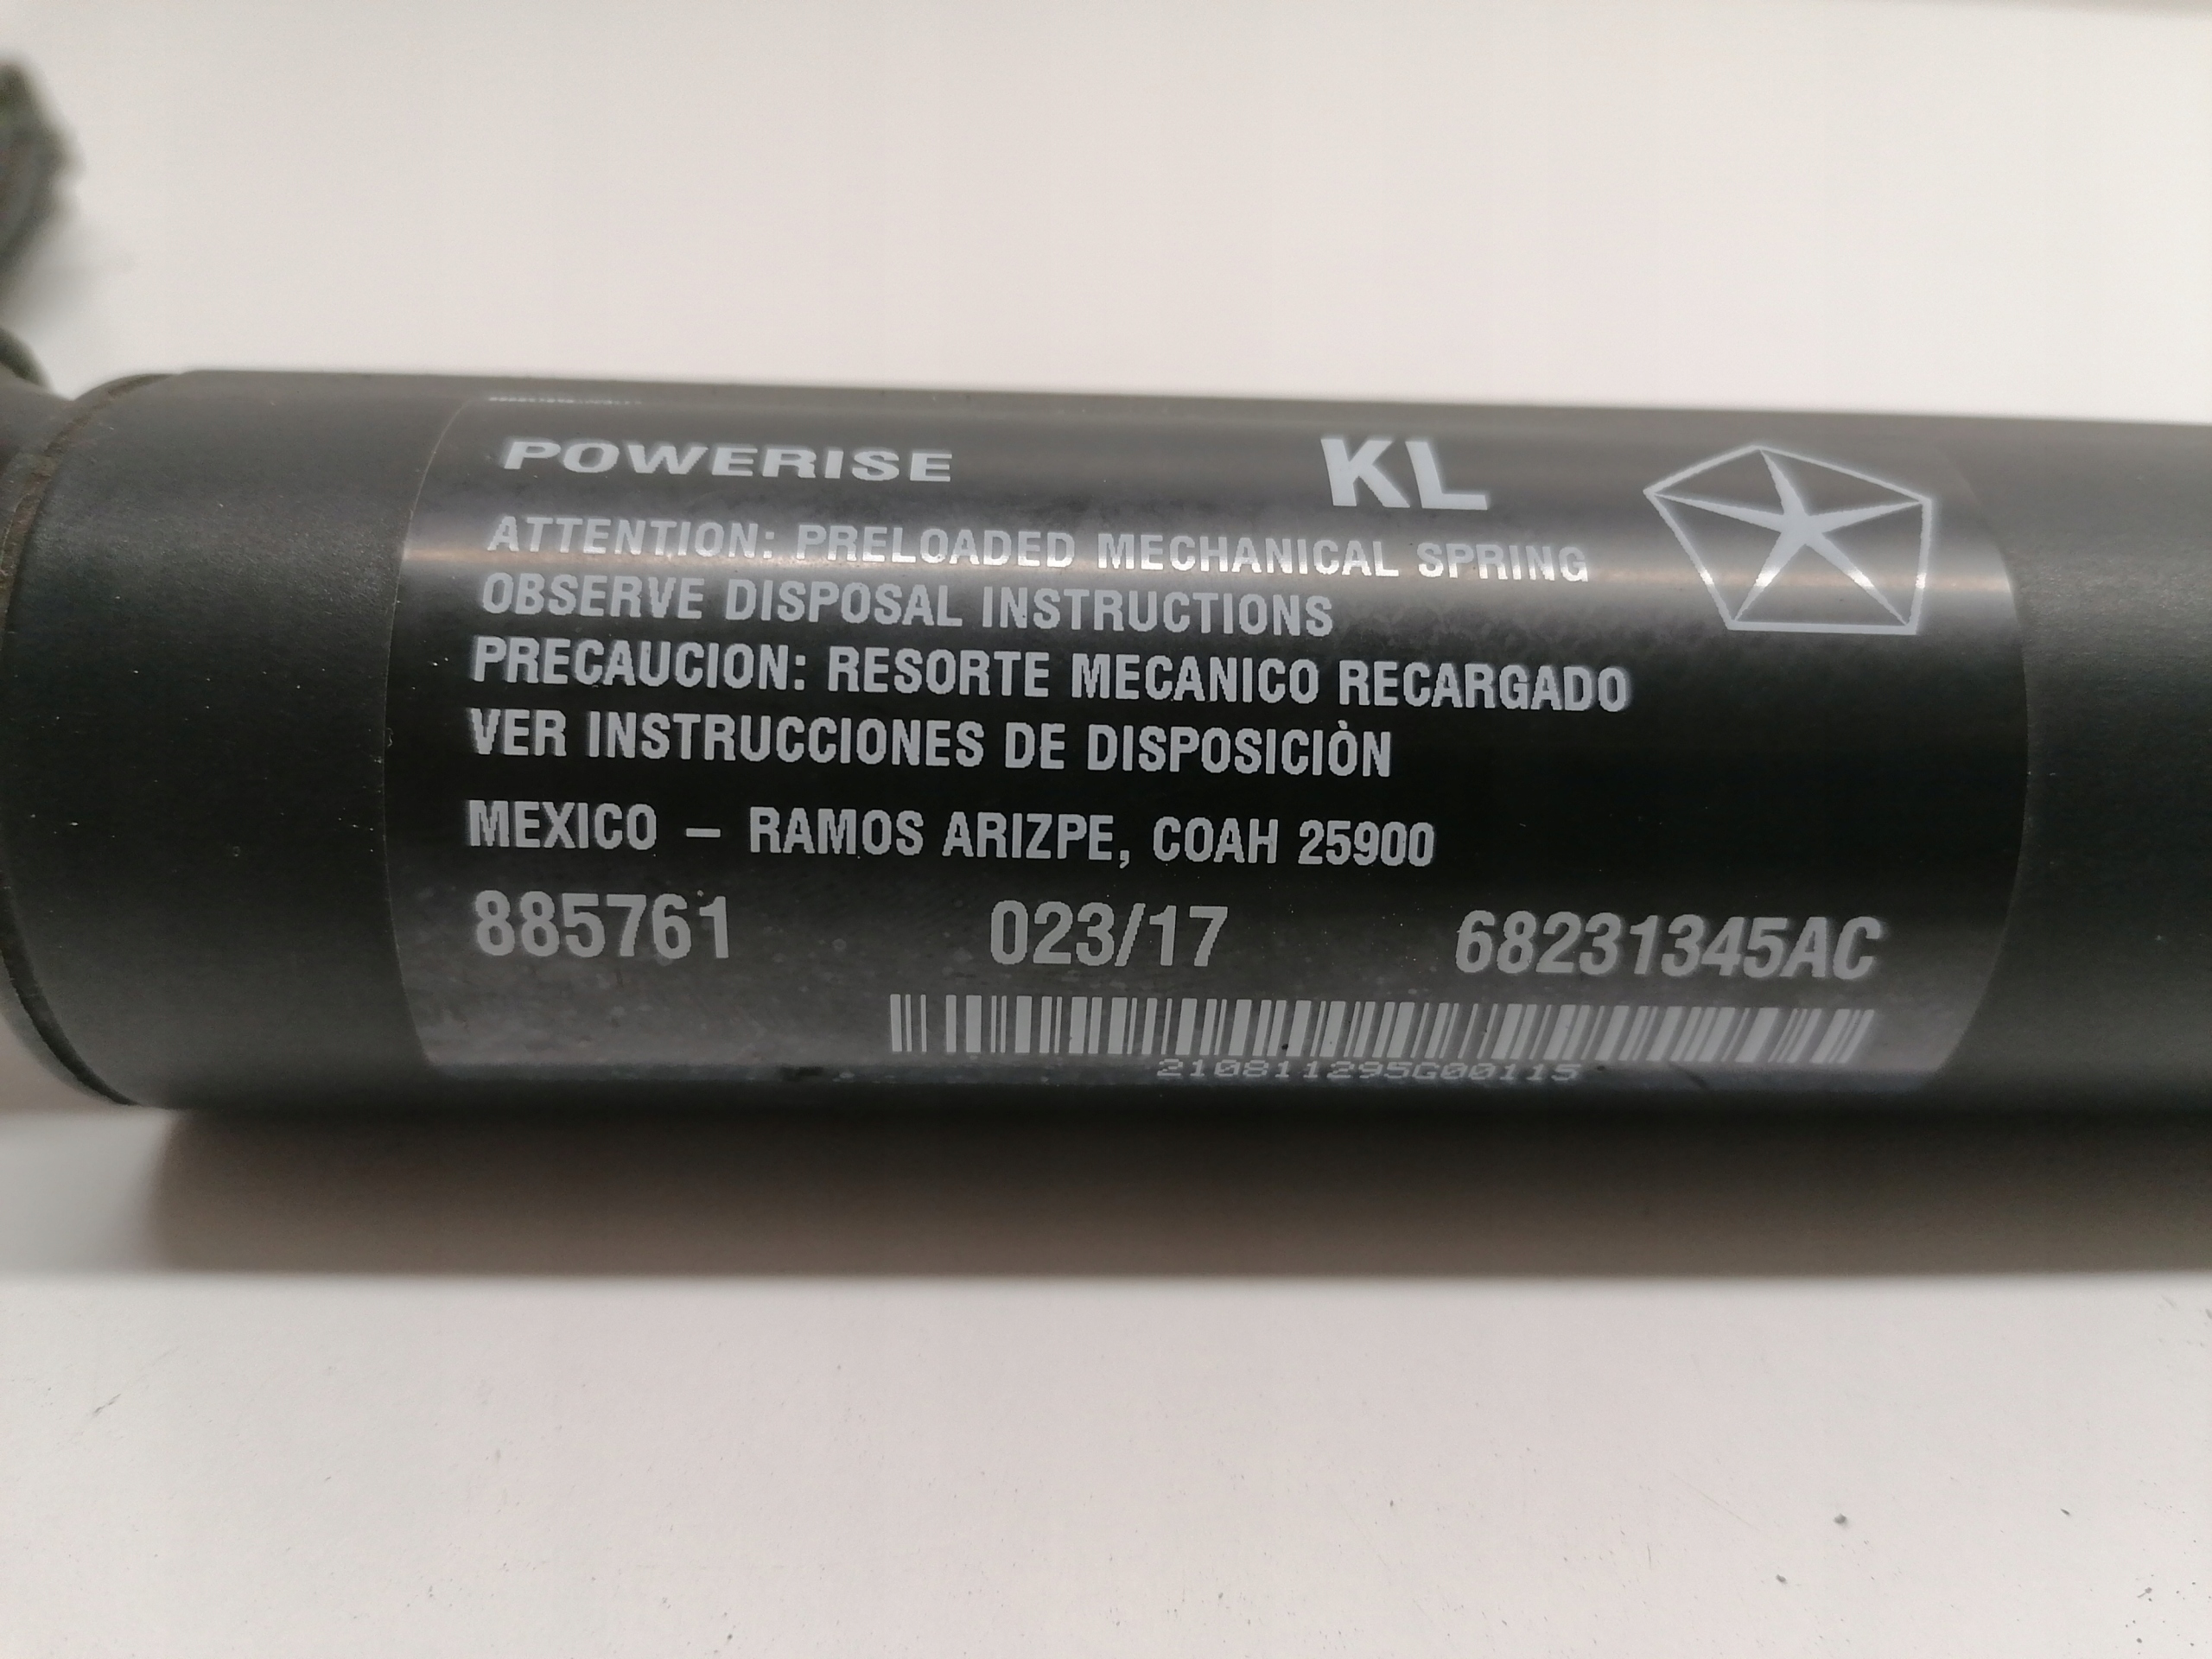 POWERISE KL
ATTENTION: PRELOADED MECHANICAL SPRING
OBSERVE DISPOSAL INSTRUCTIONS
PRECAUCION: RESORTE MECANICO RECARGADO
VER INSTRUCCIONES DE DISPOSICIÒN
MEXICO – RAMOS ARIZPE, COAH 25900
885761 023/17 68231345AC
210811295G00115